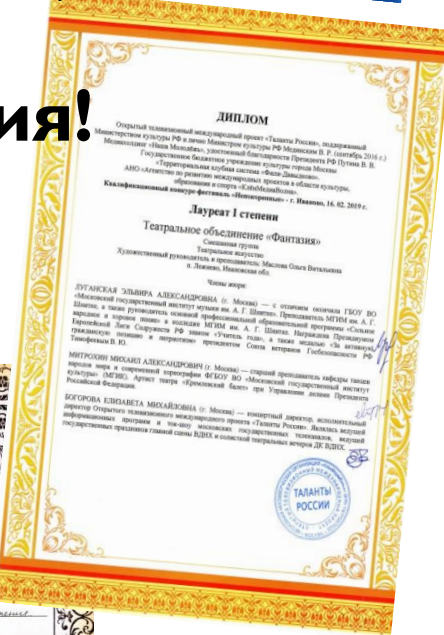 ия!
ДИПЛОМ
Открытый телевизионный международный проект «Таланты России», поддержанный
Министерством культуры РФ и лично Министром культуры РФ Мединским В. Р. (сентябрь 2016 г.)
Медиахолдинг «Наша Молодёжь», удостоенный благодарности Президента РФ Путина В. В.
Государственное бюджетное учреждение культуры города Москвы
«Территориальная клубная система «Фили-Давыдково».
АНО «Агентство по развитию международных проектов в области культуры,
образования и спорта
Квалификационный конкурс-фестиваль «Непокоренные» - г. Иваново, 16. 02. 2019 г.
Лауреат I степени
Театральное объединение «Фантазия»
Смешанная группа
Театральное искусство
Художественный руководитель и преподаватель: Маслова Ольга Витальевна
п. Лежнево, Ивановская обл.
Члены жюри:
ЛУГАНСКАЯ ЭЛЬВИРА АЛЕКСАНДРОВНА (г. Москва) — с отличием окончила ГБОУ ВО
«Московский государственный институт музыки им. А. Г. Шнитке». Преподаватель МГИМ им. А. Г.
Шнитке, а также руководитель основной профессиональной образовательной программы «Сольное
народное и хоровое пение» в колледже МГИМ им. А. Г. Шнитке. Награждена Президиумом
Европейской Лиги Содружеств РФ знаком «Учитель года», а также медалью «За активную
гражданскую позицию и патриотизм» президентом Союза ветеранов Госбезопасности РФ
Тимофеевым В. Ю.
МИТРОХИН МИХАИЛ АЛЕКСАНДРОВИЧ (г. Москва) — старший преподаватель кафедры танцев
народов мира и современной хореографии ФГБОУ ВО «Московский государственный институт
культуры» (МГИК). Артист театра «Кремлевский балет» при Управлении делами Президента
Российской Федерации.
БОГОРОВА ЕЛИЗАВЕТА МИХАЙЛОВНА (г. Москва) — концертный директор, исполнительный
директор Открытого телевизионного международного проекта «Таланты России». Являлась ведущей
информационных программ и ток-шоу московских государственных телеканалов, ведущей
государственных праздников главной сцены ВДНХ и солисткой театральных вечеров ДК ВДНХ.
ТАЛАНТЫ
РОССИИ